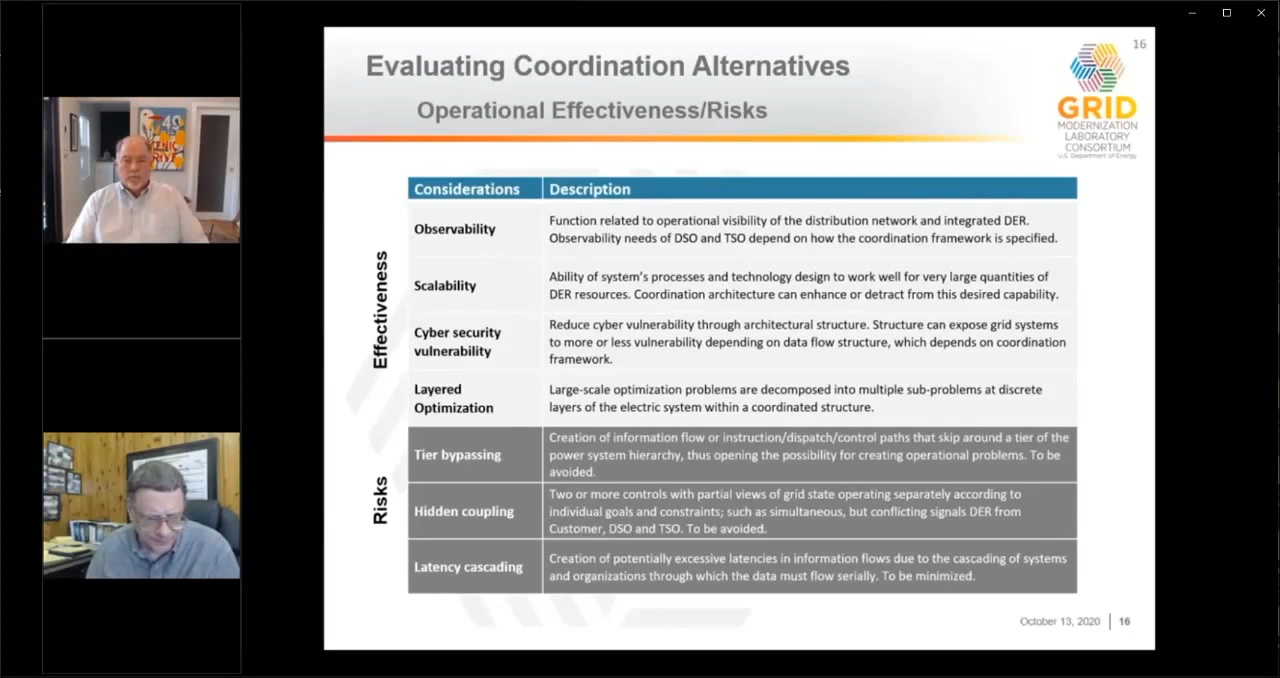 Evaluating Coordination Alternatives
Operational Effectiveness/Risks
16
GRID
MODERNIZATION
LABORATORY
CONSORTIUM
U.S. Department of Energy
Considerations Description
Effectiveness
Observability
Function related to operational visibility of the distribution network and integrated DER.
Observability needs of DSO and TSO depend on how the coordination framework is specified.
Scalability
Ability of system's processes and technology design to work well for very large quantities of
DER resources. Coordination architecture can enhance or detract from this desired capability.
Cyber security
vulnerability
Reduce cyber vulnerability through architectural structure. Structure can expose grid systems
to more or less vulnerability depending on data flow structure, which depends on coordination
framework.
Layered
Optimization
Large-scale optimization problems are decomposed into multiple sub-problems at discrete
layers of the electric system within a coordinated structure.
Risks
Tier bypassing
Creation of information flow or instruction/dispatch/control paths that skip around a tier of the
power system hierarchy, thus opening the possibility for creating operational problems. To be
avoided.
Hidden coupling
Two or more controls with partial views of grid state operating separately according to
individual goals and constraints; such as simultaneous, but conflicting signals DER from
Customer, DSO and TSO. To be avoided.
Latency cascading
Creation of potentially excessive latencies in information flows due to the cascading of systems
and organizations through which the data must flow serially. To be minimized.
October 13, 2020 16